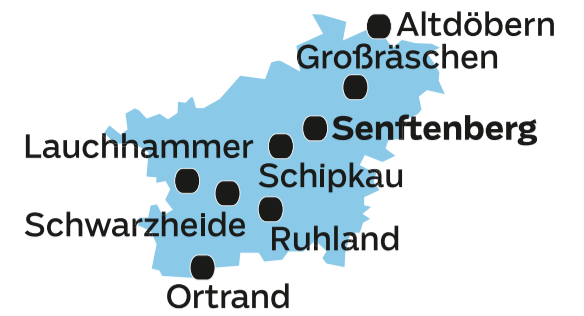 Altdöbern
Großräschen
Senftenberg
Lauchhammer
Schipkau
Schwarzheide
Ruhland
Ortrand